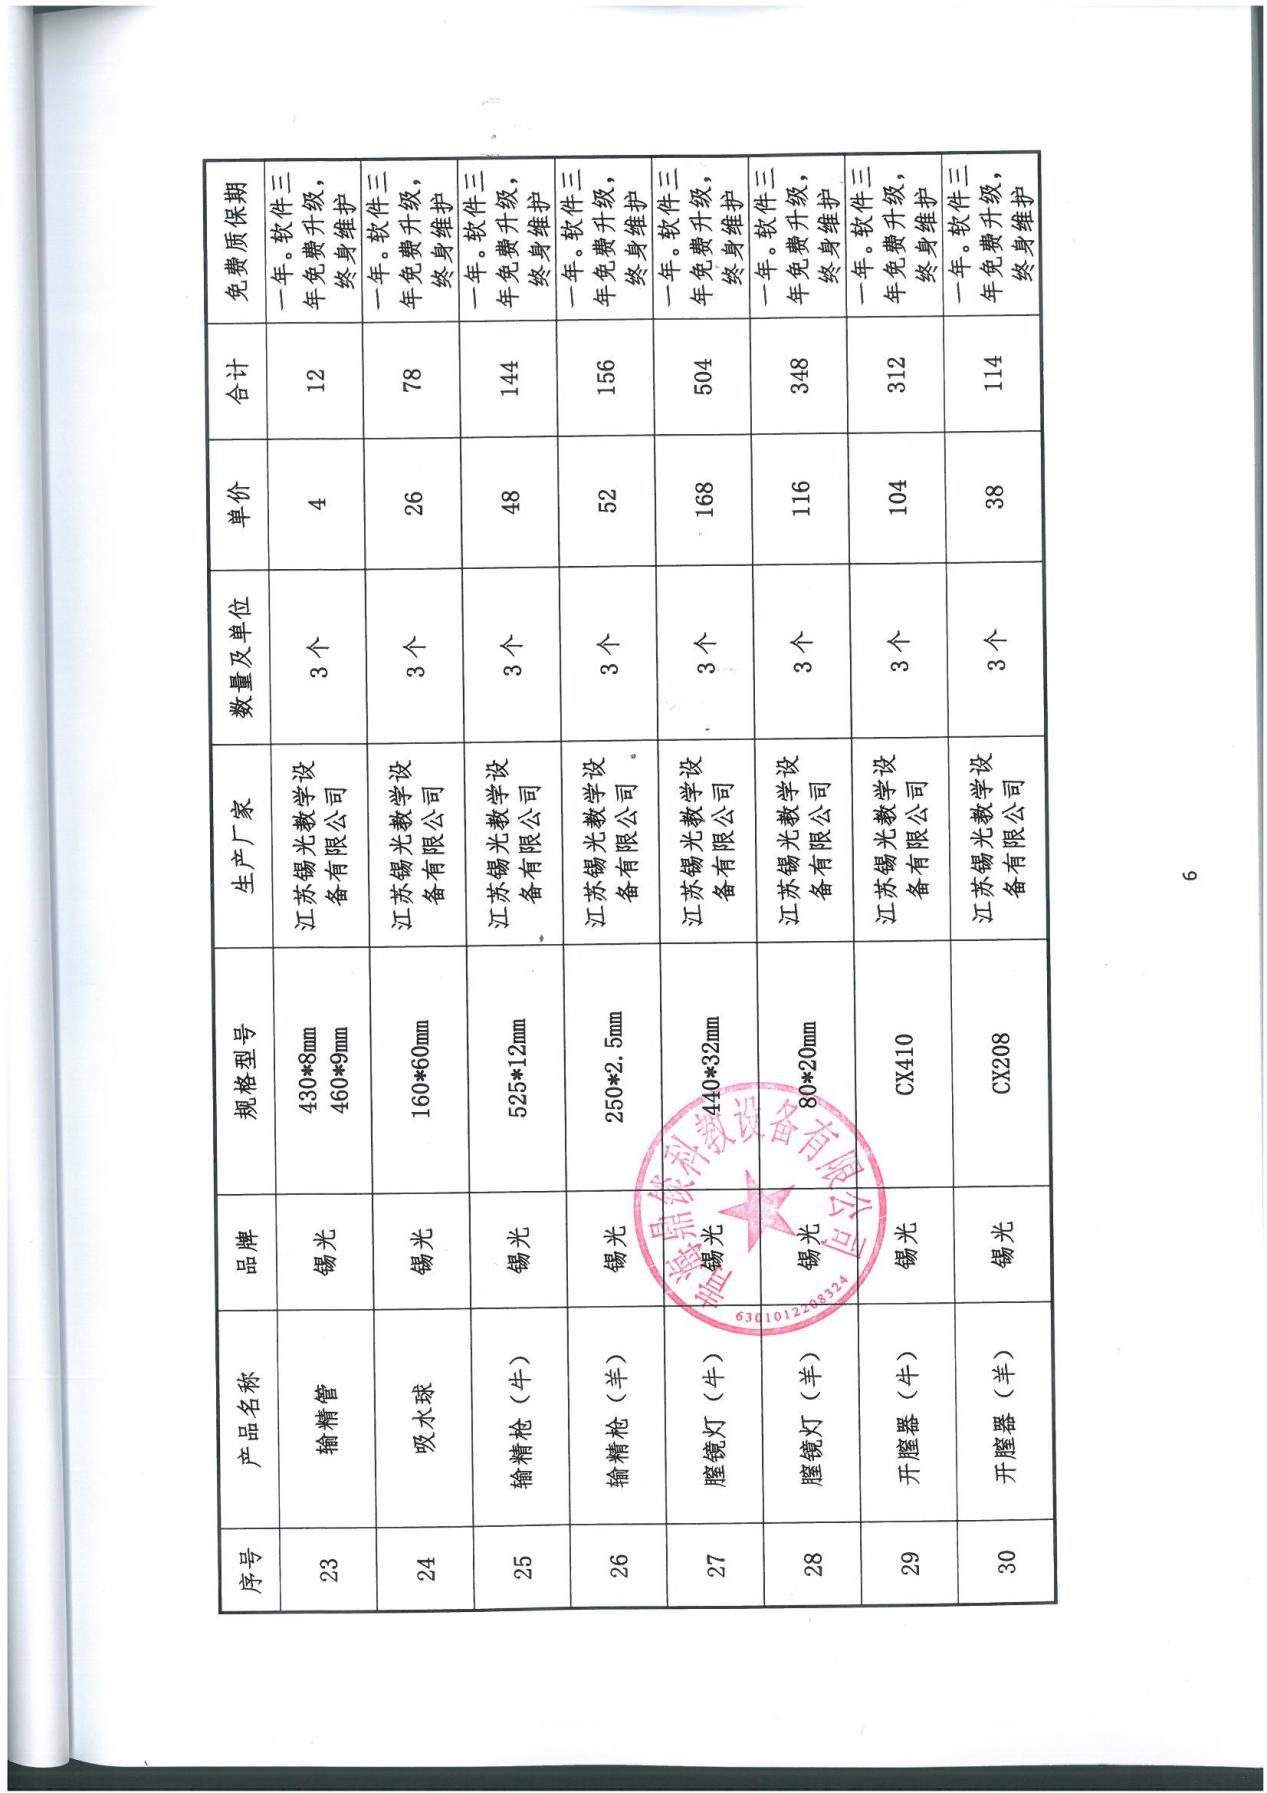 序号 产品名称 品牌 规格型号 生产厂家 数量及单位 单价 合计 免费质保期
23 输精管 锡光 430*8mm 460*9mm 江苏锡光教学设备有限公司 3个 4 12 一年。软件三年免费升级，终身维护
24 吸水球 锡光 160*60mm 江苏锡光教学设备有限公司 3个 26 78 一年。软件三年免费升级，终身维护
25 输精枪（牛） 锡光 525*12mm 江苏锡光教学设备有限公司 3个 48 144 一年。软件三年免费升级，终身维护
26 输精枪（羊） 锡光 250*2.5mm 江苏锡光教学设备有限公司 3个 52 156 一年。软件三年免费升级，终身维护
27 膣镜灯（牛） 锡光 440*32mm 江苏锡光教学设备有限公司 3个 168 504 一年。软件三年免费升级，终身维护
28 膣镜灯（羊） 锡光 80*20mm 江苏锡光教学设备有限公司 3个 116 348 一年。软件三年免费升级，终身维护
29 开膣器（牛） 锡光 CX410 江苏锡光教学设备有限公司 3个 104 312 一年。软件三年免费升级，终身维护
30 开膣器（羊） 锡光 CX208 江苏锡光教学设备有限公司 3个 38 114 一年。软件三年免费升级，终身维护
青海鼎锬科教设备有限公司
6301012208324
6